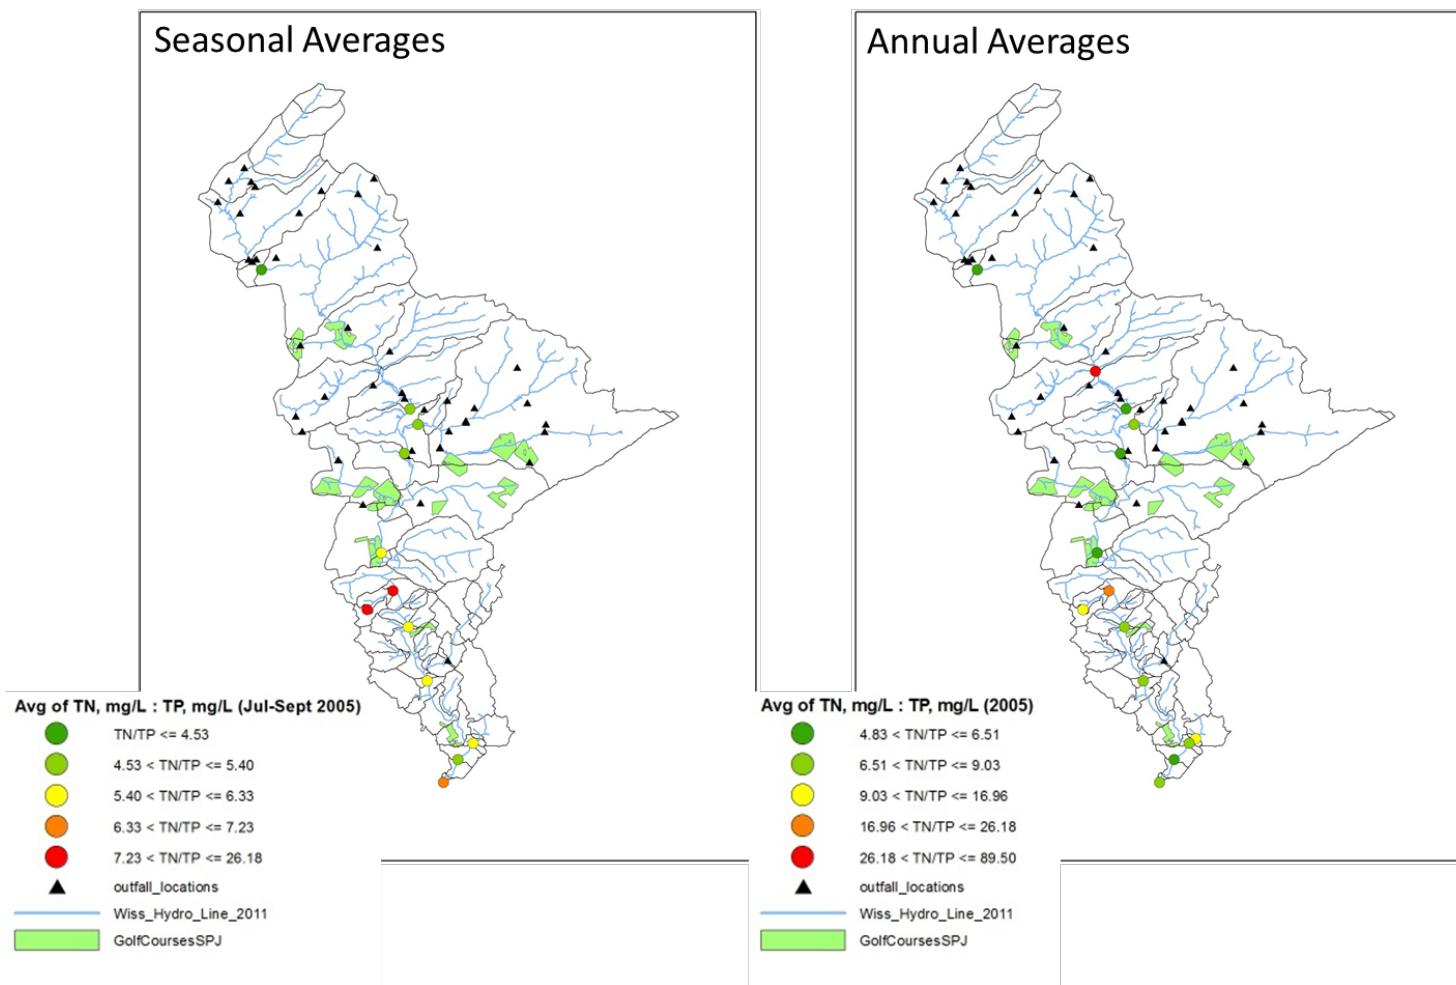 Seasonal Averages
Avg of TN, mg/L : TP, mg/L (Jul-Sept 2005)
TN/TP <= 4.53
4.53 < TN/TP <= 5.40
5.40 < TN/TP <= 6.33
6.33 < TN/TP <= 7.23
7.23 < TN/TP <= 26.18
outfall_locations
Wiss_Hydro_Line_2011
GolfCoursesSPJ
Annual Averages
Avg of TN, mg/L : TP, mg/L (2005)
4.83 < TN/TP <= 6.51
6.51 < TN/TP <= 9.03
9.03 < TN/TP <= 16.96
16.96 < TN/TP <= 26.18
26.18 < TN/TP <= 89.50
outfall_locations
Wiss_Hydro_Line_2011
GolfCoursesSPJ